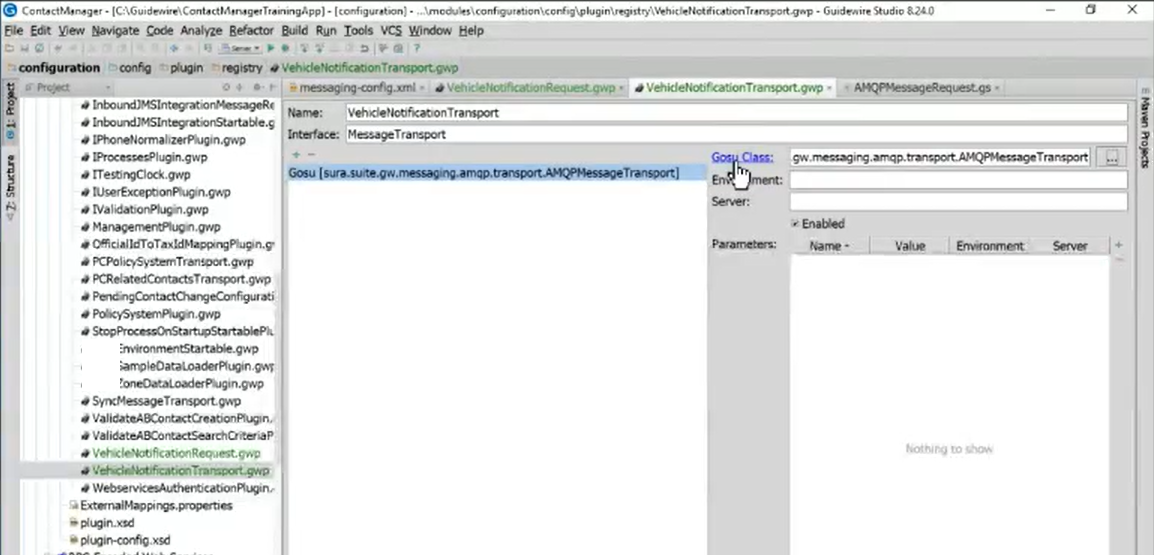 ContactManager - [C:\Guidewire\ContactManagerTrainingApp] - [configuration] - ...\modules\configuration\config\plugin\registry\VehicleNotificationTransport.gwp - Guidewire Studio 8.24.0
File Edit View Navigate Code Analyze Refactor Build Run Tools VCS Window Help
Server
configuration config plugin registry VehicleNotificationTransport.gwp
Project messaging-config.xml VehicleNotificationRequest.gwp VehicleNotificationTransport.gwp AMQPMessageRequest.gs
1: Project
Z: Structure
Maven Projects
InboundJMSIntegrationMessageRe
InboundJMSIntegrationStartable.g
IPhoneNormalizerPlugin.gwp
IProcessesPlugin.gwp
ITestingClock.gwp
IUserExceptionPlugin.gwp
IValidationPlugin.gwp
ManagementPlugin.gwp
OfficialIdToTaxIdMappingPlugin.gw
PCPolicySystemTransport.gwp
PCRelatedContactsTransport.gwp
PendingContactChangeConfigurati
PolicySystemPlugin.gwp
StopProcessOnStartupStartablePlu
EnvironmentStartable.gwp
SampleDataLoaderPlugin.gwp
ZoneDataLoaderPlugin.gwp
SyncMessageTransport.gwp
ValidateABContactCreationPlugin.
ValidateABContactSearchCriteriaP
VehicleNotificationRequest.gwp
VehicleNotificationTransport.gwp
WebservicesAuthenticationPlugin.
ExternalMappings.properties
plugin.xsd
plugin-config.xsd
Name: VehicleNotificationTransport
Interface: MessageTransport
Gosu [sura.suite.gw.messaging.amqp.transport.AMQPMessageTransport]
Gosu Class: gw.messaging.amqp.transport.AMQPMessageTransport ...
Environment:
Server:
Enabled
Parameters: Name Value Environment Server
Nothing to show